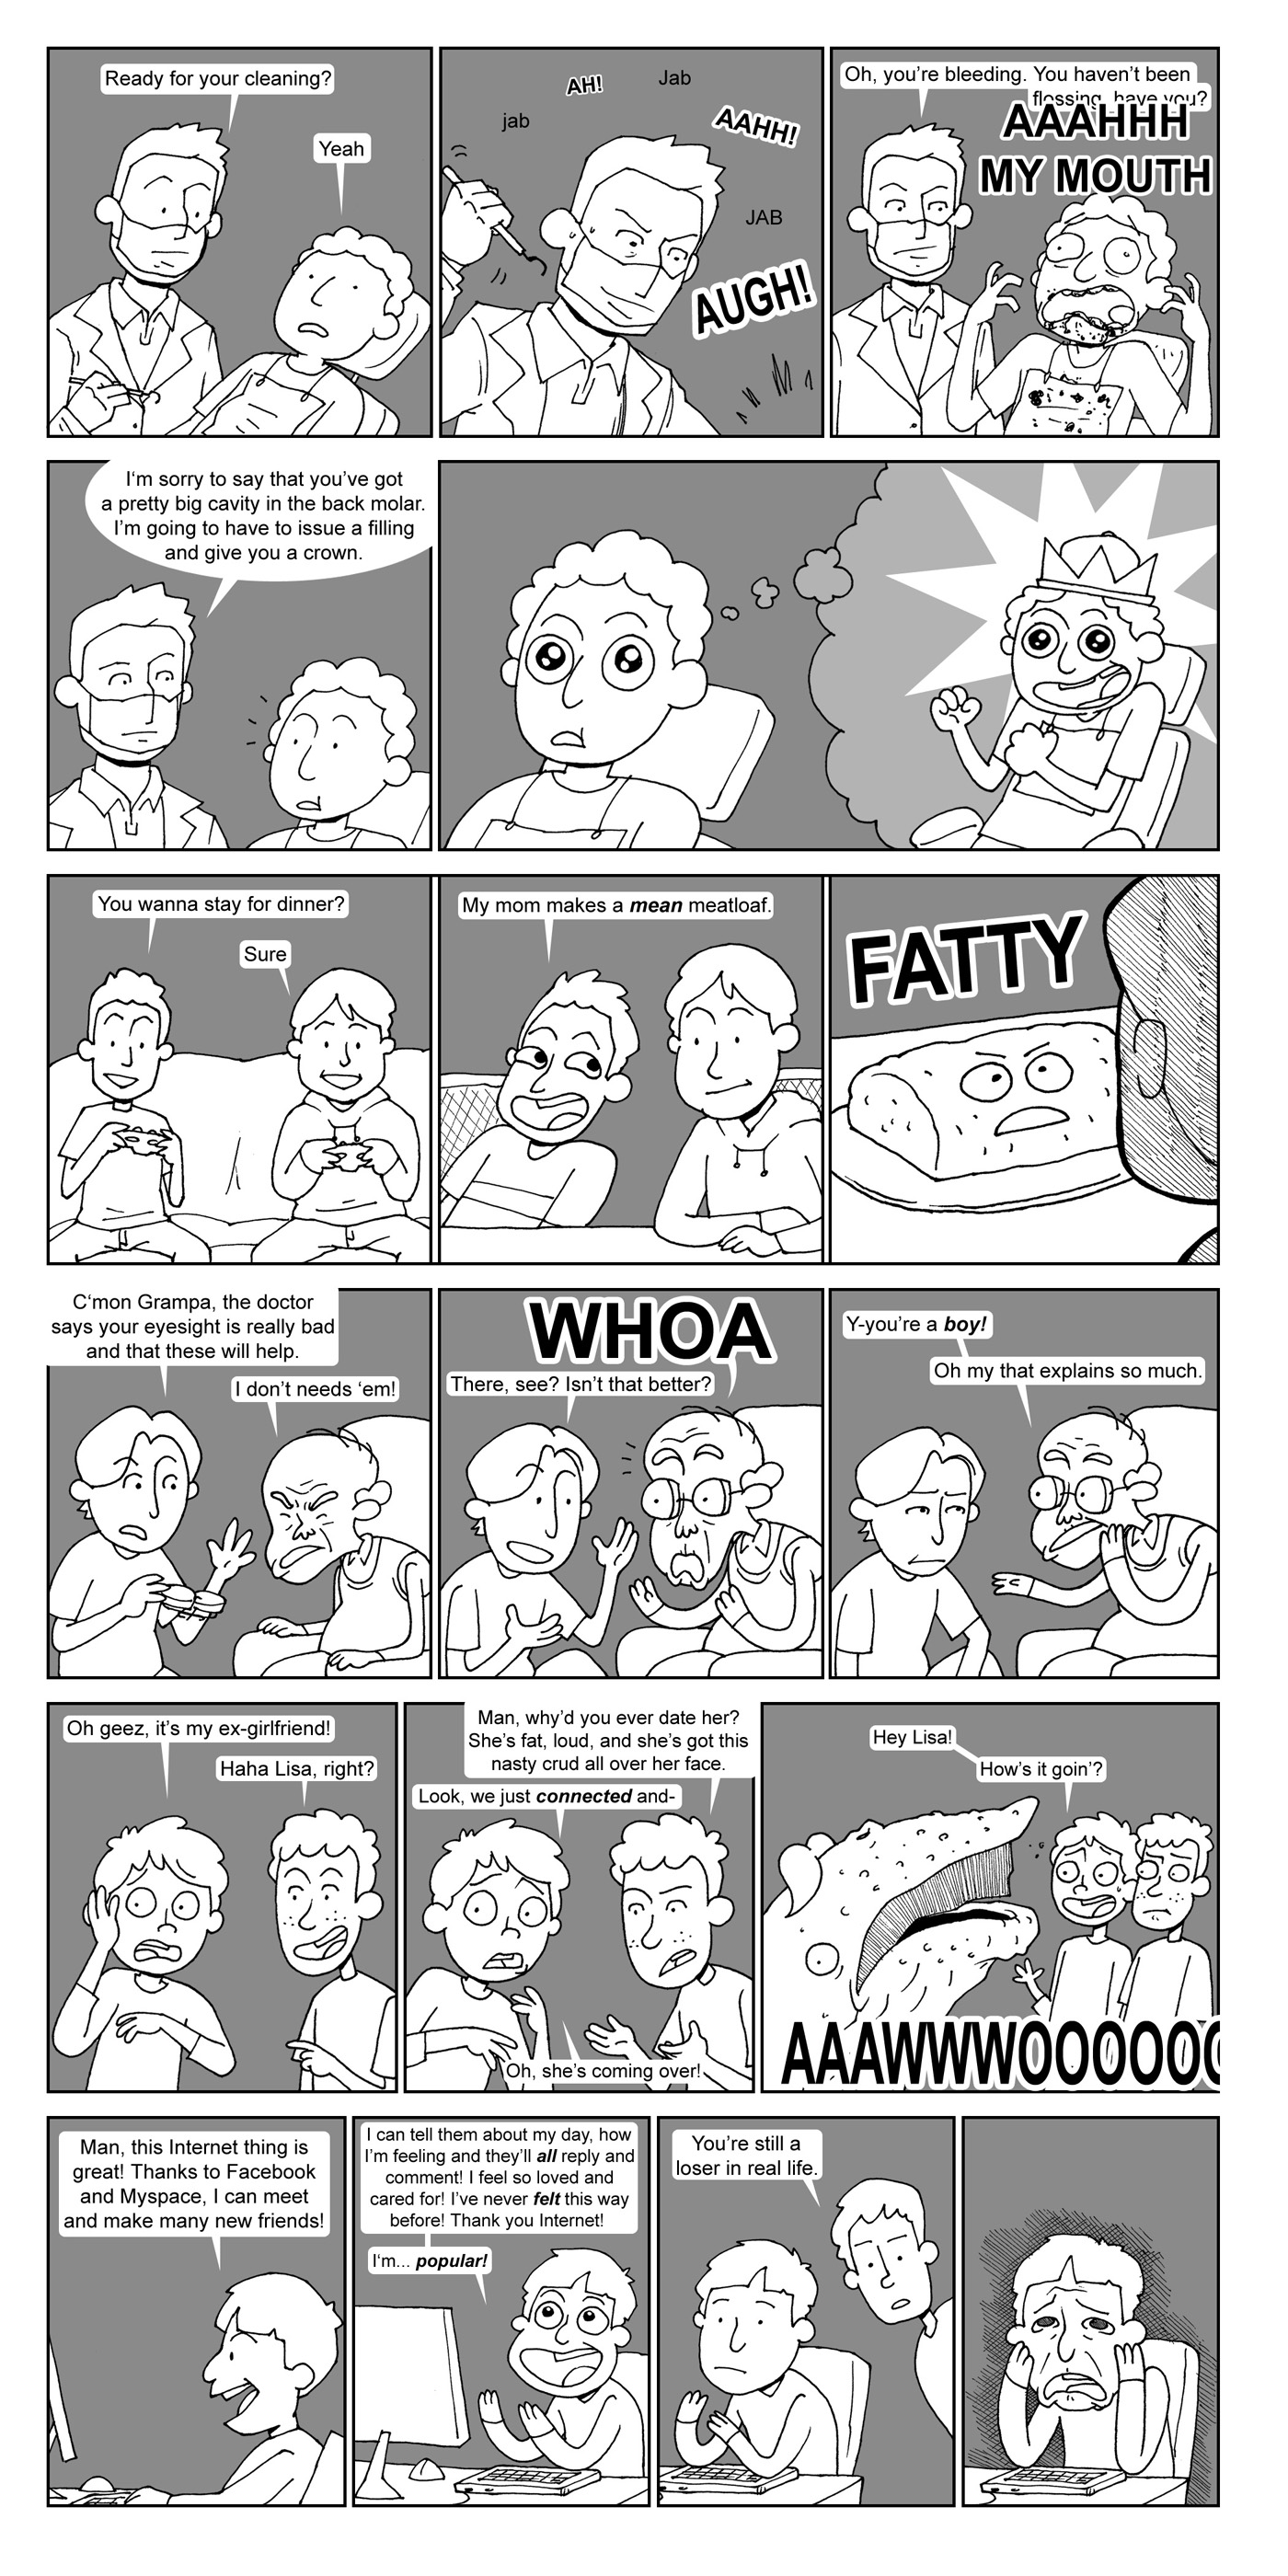 Ready for your cleaning?
Yeah
jab
AH!
Jab
AAHH!
JAB
AUGH!
Oh, you're bleeding. You haven't been
flossing, have you?
AAAHHH
MY MOUTH
I'm sorry to say that you've got
a pretty big cavity in the back molar.
I'm going to have to issue a filling
and give you a crown.
You wanna stay for dinner?
Sure
My mom makes a mean meatloaf.
FATTY
C'mon Grampa, the doctor
says your eyesight is really bad
and that these will help.
I don't needs 'em!
WHOA
There, see? Isn't that better?
Y-you're a boy!
Oh my that explains so much.
Oh geez, it's my ex-girlfriend!
Haha Lisa, right?
Man, why'd you ever date her?
She's fat, loud, and she's got this
nasty crud all over her face.
Look, we just connected and-
Oh, she's coming over!
Hey Lisa!
How's it goin'?
AAAWWWOOOOOO
Man, this Internet thing is
great! Thanks to Facebook
and Myspace, I can meet
and make many new friends!
I can tell them about my day, how
I'm feeling and they'll all reply and
comment! I feel so loved and
cared for! I've never felt this way
before! Thank you Internet!
I'm... popular!
You're still a
loser in real life.